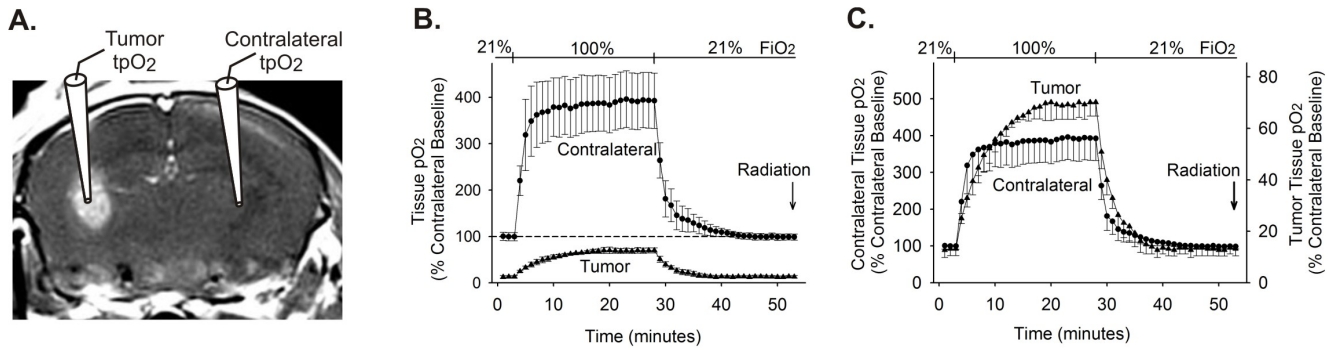 A.
Tumor
tpO2
Contralateral
tpO2
B.
21% 100% 21% FiO2
Tissue pO2
(% Contralateral Baseline)
400
300
200
100
0
Contralateral
Tumor
Radiation
0 10 20 30 40 50
Time (minutes)
C.
21% 100% 21% FiO2
Contralateral Tissue pO2
(% Contralateral Baseline)
500
400
300
200
100
0
Tumor
Contralateral
Radiation
80
60
40
20
0
Tumor Tissue pO2
(% Contralateral Baseline)
0 10 20 30 40 50
Time (minutes)